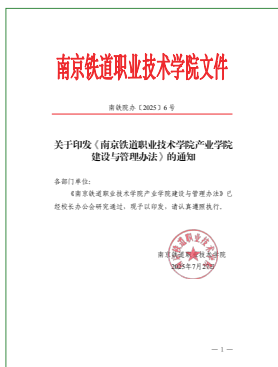 南京铁道职业技术学院文件
南铁院办〔2025〕6号
关于印发《南京铁道职业技术学院产业学院
建设与管理办法》的通知
各部门单位：
《南京铁道职业技术学院产业学院建设与管理办法》已
经校长办公会研究通过，现予以印发，请认真遵照执行。
南京铁道职业技术学院
2025年7月27日
— 1 —